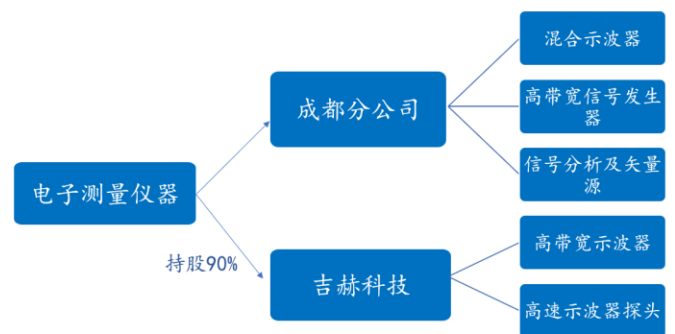 电子测量仪器
持股90%
成都分公司
混合示波器
高带宽信号发生
器
信号分析及矢量
源
吉赫科技
高带宽示波器
高速示波器探头